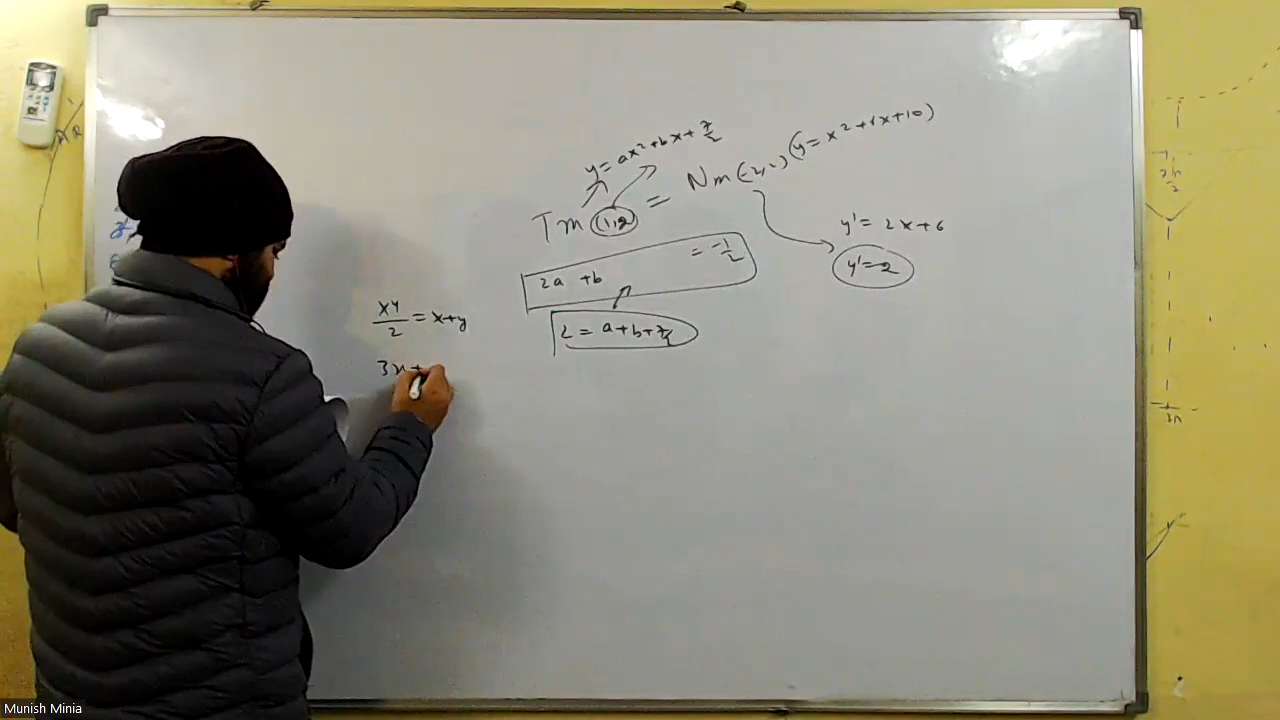 y = ax² + bx + 7/2
Tm (1,2) = Nm (-2,2) (y = x² + 6x + 10)
y' = 2x + 6
y' = 2
2a + b = -1/2
2 = a + b + 7/2
xy/2 = x + y
3x +
Munish Minia